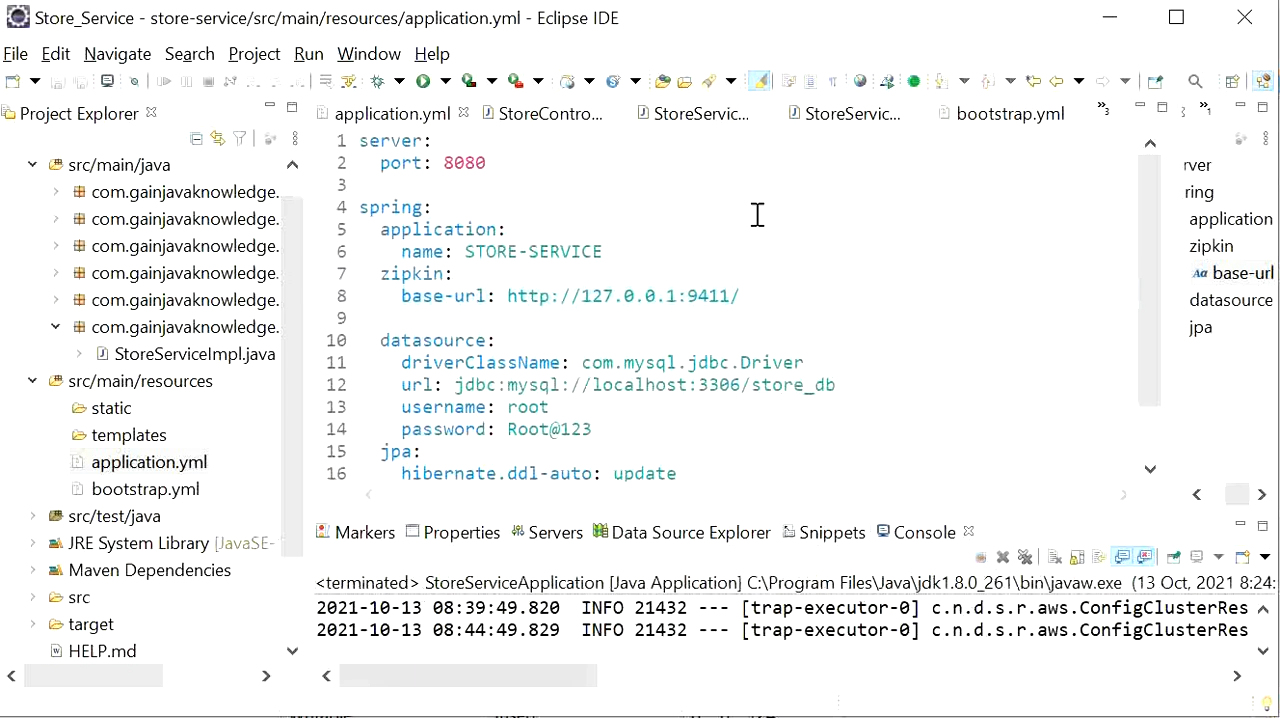 Store_Service - store-service/src/main/resources/application.yml - Eclipse IDE
File Edit Navigate Search Project Run Window Help
Project Explorer
src/main/java
com.gainjavaknowledge.
com.gainjavaknowledge.
com.gainjavaknowledge.
com.gainjavaknowledge.
com.gainjavaknowledge.
com.gainjavaknowledge.
StoreServiceImpl.java
src/main/resources
static
templates
application.yml
bootstrap.yml
src/test/java
JRE System Library [JavaSE-
Maven Dependencies
src
target
HELP.md
application.yml StoreContro... StoreServic... StoreServic... bootstrap.yml
1 server:
2 port: 8080
3
4 spring:
5 application:
6 name: STORE-SERVICE
7 zipkin:
8 base-url: http://127.0.0.1:9411/
9
10 datasource:
11 driverClassName: com.mysql.jdbc.Driver
12 url: jdbc:mysql://localhost:3306/store_db
13 username: root
14 password: Root@123
15 jpa:
16 hibernate.ddl-auto: update
rver
ring
application
zipkin
base-url
datasource
jpa
Markers Properties Servers Data Source Explorer Snippets Console
<terminated> StoreServiceApplication [Java Application] C:\Program Files\Java\jdk1.8.0_261\bin\javaw.exe (13 Oct, 2021 8:24:
2021-10-13 08:39:49.820 INFO 21432 --- [trap-executor-0] c.n.d.s.r.aws.ConfigClusterRes
2021-10-13 08:44:49.829 INFO 21432 --- [trap-executor-0] c.n.d.s.r.aws.ConfigClusterRes